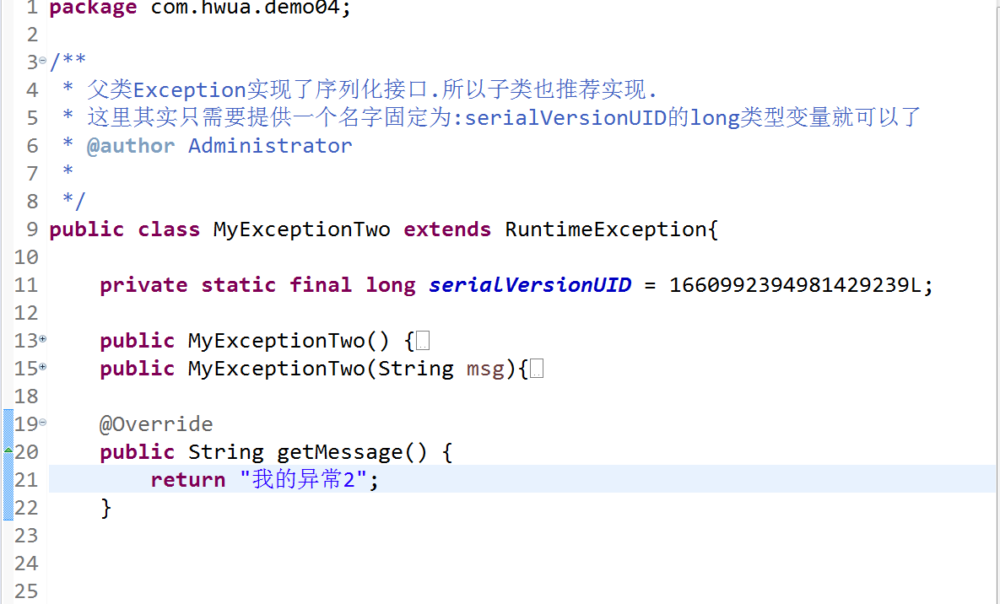 1 package com.hwua.demo04;
2
3 /**
4  * 父类Exception实现了序列化接口.所以子类也推荐实现.
5  * 这里其实只需要提供一个名字固定为:serialVersionUID的long类型变量就可以了
6  * @author Administrator
7  *
8  */
9 public class MyExceptionTwo extends RuntimeException{
10
11     private static final long serialVersionUID = 1660992394981429239L;
12
13     public MyExceptionTwo() {
15     public MyExceptionTwo(String msg){
18
19     @Override
20     public String getMessage() {
21         return "我的异常2";
22     }
23
24
25